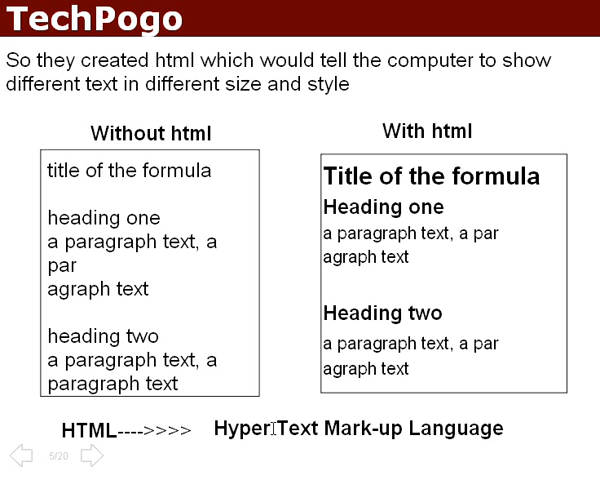 TechPogo
So they created html which would tell the computer to show
different text in different size and style
Without html
title of the formula
heading one
a paragraph text, a
par
agraph text
heading two
a paragraph text, a
paragraph text
With html
Title of the formula
Heading one
a paragraph text, a par
agraph text
Heading two
a paragraph text, a par
agraph text
HTML---->>>> HyperText Mark-up Language
5/20